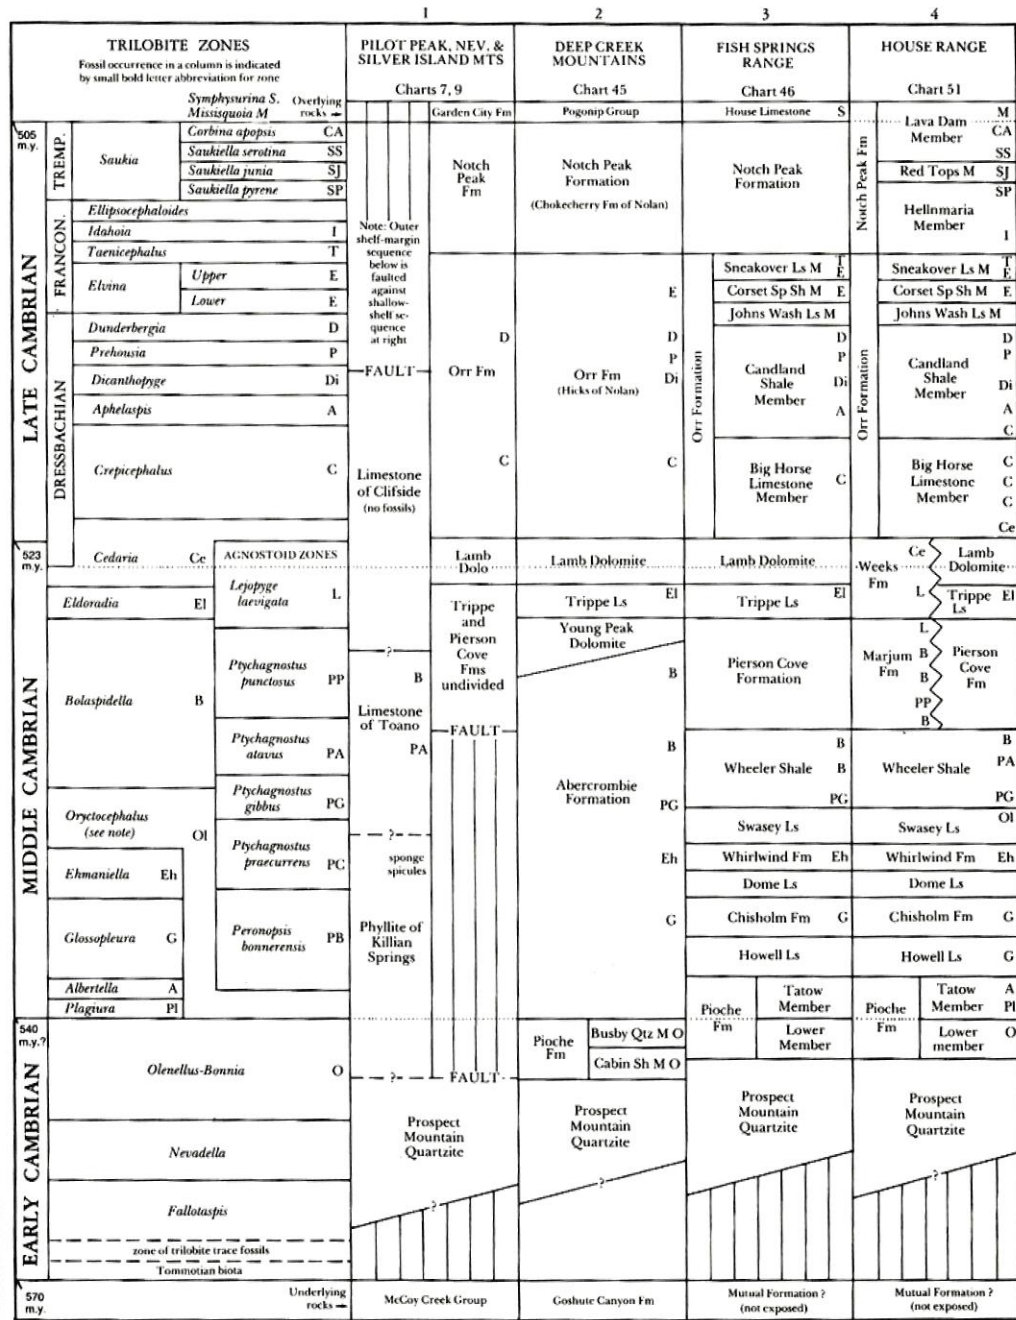 1
2
3
4
TRILOBITE ZONES
Fossil occurrence in a column is indicated
by small bold letter abbreviation for zone
Symphysurina S.
Missisquoia M
Overlying
rocks →
PILOT PEAK, NEV. &
SILVER ISLAND MTS
Charts 7, 9
Garden City Fm
DEEP CREEK
MOUNTAINS
Chart 45
Pogonip Group
FISH SPRINGS
RANGE
Chart 46
House Limestone S
HOUSE RANGE
Chart 51
505
m.y.
LATE CAMBRIAN
TREMP.
Saukia
Corbina apopsis CA
Saukiella serotina SS
Saukiella junia SJ
Saukiella pyrene SP
FRANCON.
Ellipsocephaloides
Idahoia I
Taenicephalus T
Elvina
Upper E
Lower E
DRESSBACHIAN
Dunderbergia D
Prehousia P
Dicanthopyge Di
Aphelaspis A
Crepicephalus C
523
m.y.
Cedaria Ce
MIDDLE CAMBRIAN
Eldoradia El
Bolaspidella B
Oryctocephalus
(see note) Ol
Ehmaniella Eh
Glossopleura G
Albertella A
Plagiura Pl
AGNOSTOID ZONES
Lejopyge
laevigata L
Ptychagnostus
punctosus PP
Ptychagnostus
atavus PA
Ptychagnostus
gibbus PG
Ptychagnostus
praecurrens PC
Peronopsis
bonnerensis PB
540
m.y.?
EARLY CAMBRIAN
Olenellus-Bonnia O
Nevadella
Fallotaspis
zone of trilobite trace fossils
Tommotian biota
570
m.y.
Underlying
rocks →
Note: Outer
shelf-margin
sequence
below is
faulted
against
shallow-
shelf se-
quence
at right
FAULT
Limestone
of Clifside
(no fossils)
?
B
Limestone
of Toano
PA
?
sponge
spicules
Phyllite of
Killian
Springs
?
Notch
Peak
Fm
D
Orr Fm
C
Lamb
Dolo
Trippe
and
Pierson
Cove
Fms
undivided
FAULT
FAULT
Prospect
Mountain
Quartzite
?
McCoy Creek Group
Notch Peak
Formation
(Chokecherry Fm of Nolan)
E
D
P
Di
Orr Fm
(Hicks of Nolan)
C
Lamb Dolomite
Trippe Ls El
Young Peak
Dolomite
B
B
Abercrombie
Formation
PG
Eh
G
Pioche
Fm
Busby Qtz M O
Cabin Sh M O
Prospect
Mountain
Quartzite
?
Goshute Canyon Fm
Notch Peak
Formation
Orr Formation
Sneakover Ls M T
E
Corset Sp Sh M E
Johns Wash Ls M
D
P
Candland
Shale
Member
Di
A
Big Horse
Limestone
Member
C
Lamb Dolomite
Trippe Ls El
Pierson Cove
Formation
B
Wheeler Shale B
PG
Swasey Ls
Whirlwind Fm Eh
Dome Ls
Chisholm Fm G
Howell Ls
Pioche
Fm
Tatow
Member
Lower
Member
Prospect
Mountain
Quartzite
Mutual Formation ?
(not exposed)
Notch Peak Fm
M
Lava Dam
Member
CA
SS
Red Tops M SJ
SP
Hellnmaria
Member
I
Orr Formation
Sneakover Ls M T
E
Corset Sp Sh M E
Johns Wash Ls M
D
P
Candland
Shale
Member
Di
A
C
Big Horse
Limestone
Member
C
C
C
Ce
Weeks
Fm
Ce
L
Lamb
Dolomite
Trippe El
Ls
Marjum
Fm
L
B
B
PP
B
Pierson
Cove
Fm
B
Wheeler Shale PA
PG
Swasey Ls Ol
Whirlwind Fm Eh
Dome Ls
Chisholm Fm G
Howell Ls G
Pioche
Fm
Tatow
Member
A
Pl
Lower
member
O
Prospect
Mountain
Quartzite
?
Mutual Formation ?
(not exposed)